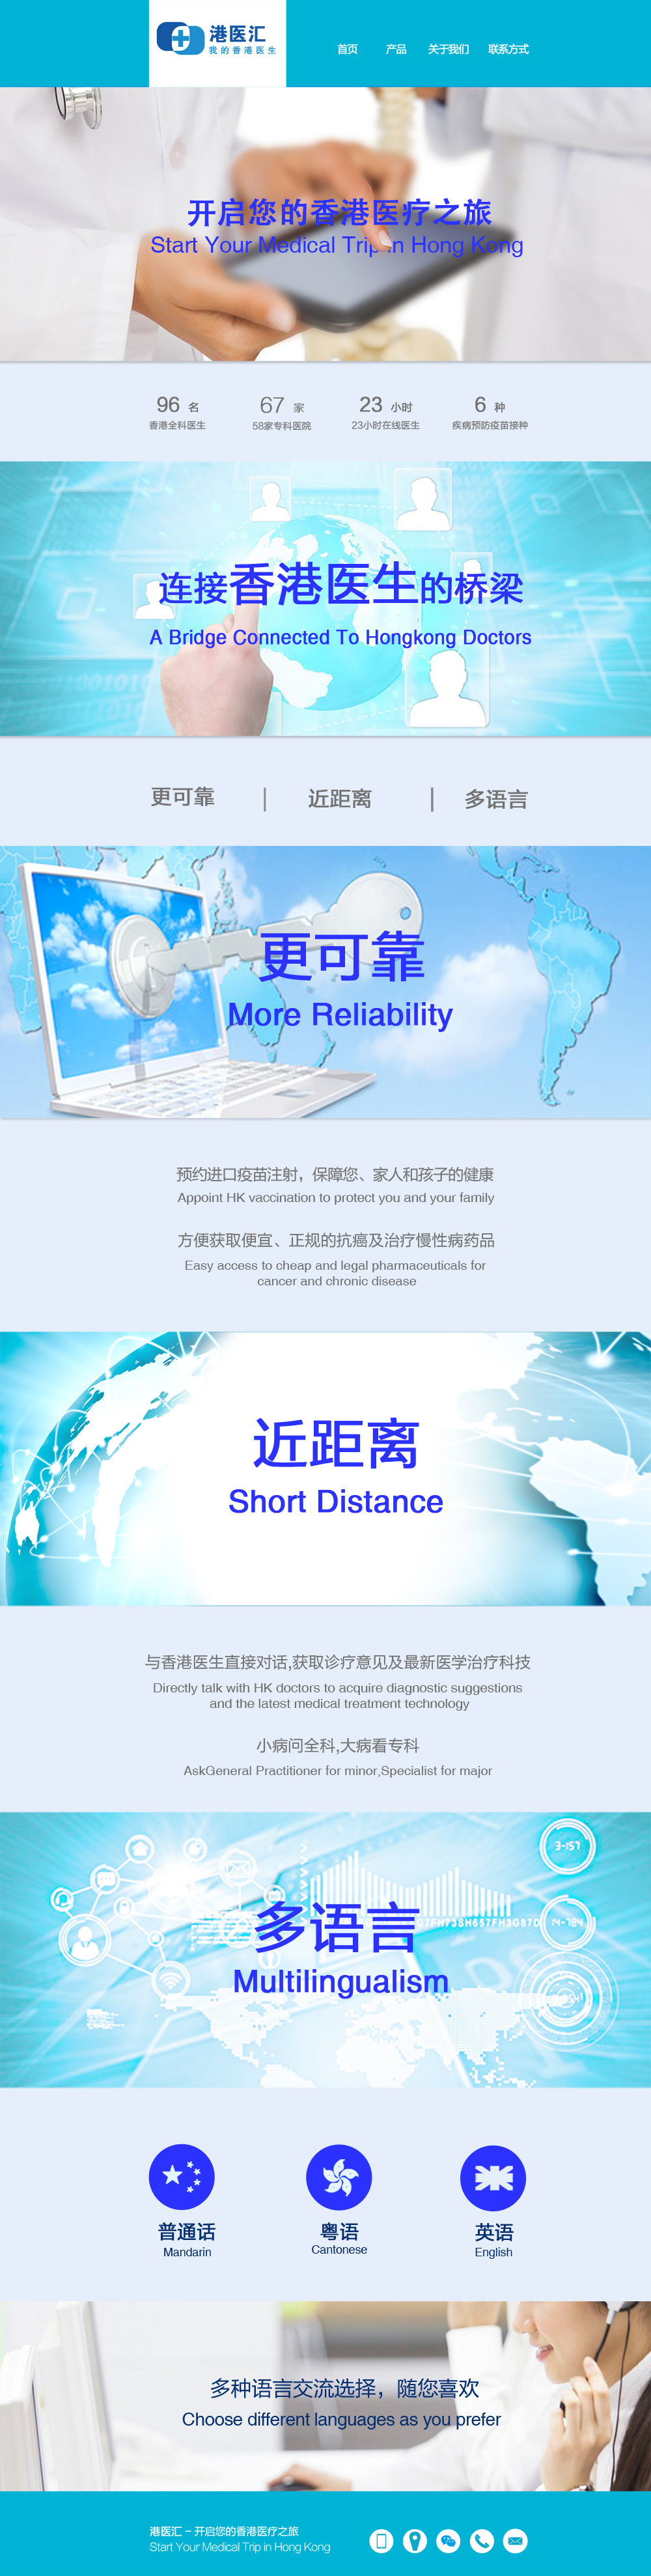 港医汇
我的香港医生
首页 产品 关于我们 联系方式
开启您的香港医疗之旅
Start Your Medical Trip in Hong Kong
96 名 67 家 23 小时 6 种
香港全科医生 58家专科医院 23小时在线医生 疾病预防疫苗接种
连接香港医生的桥梁
A Bridge Connected To Hongkong Doctors
更可靠 | 近距离 | 多语言
更可靠
More Reliability
预约进口疫苗注射，保障您、家人和孩子的健康
Appoint HK vaccination to protect you and your family
方便获取便宜、正规的抗癌及治疗慢性病药品
Easy access to cheap and legal pharmaceuticals for
cancer and chronic disease
近距离
Short Distance
与香港医生直接对话,获取诊疗意见及最新医学治疗科技
Directly talk with HK doctors to acquire diagnostic suggestions
and the latest medical treatment technology
小病问全科,大病看专科
AskGeneral Practitioner for minor,Specialist for major
3-157
14-784
多语言
Multilingualism
普通话 粤语 英语
Mandarin Cantonese English
多种语言交流选择，随您喜欢
Choose different languages as you prefer
港医汇 – 开启您的香港医疗之旅
Start Your Medical Trip in Hong Kong